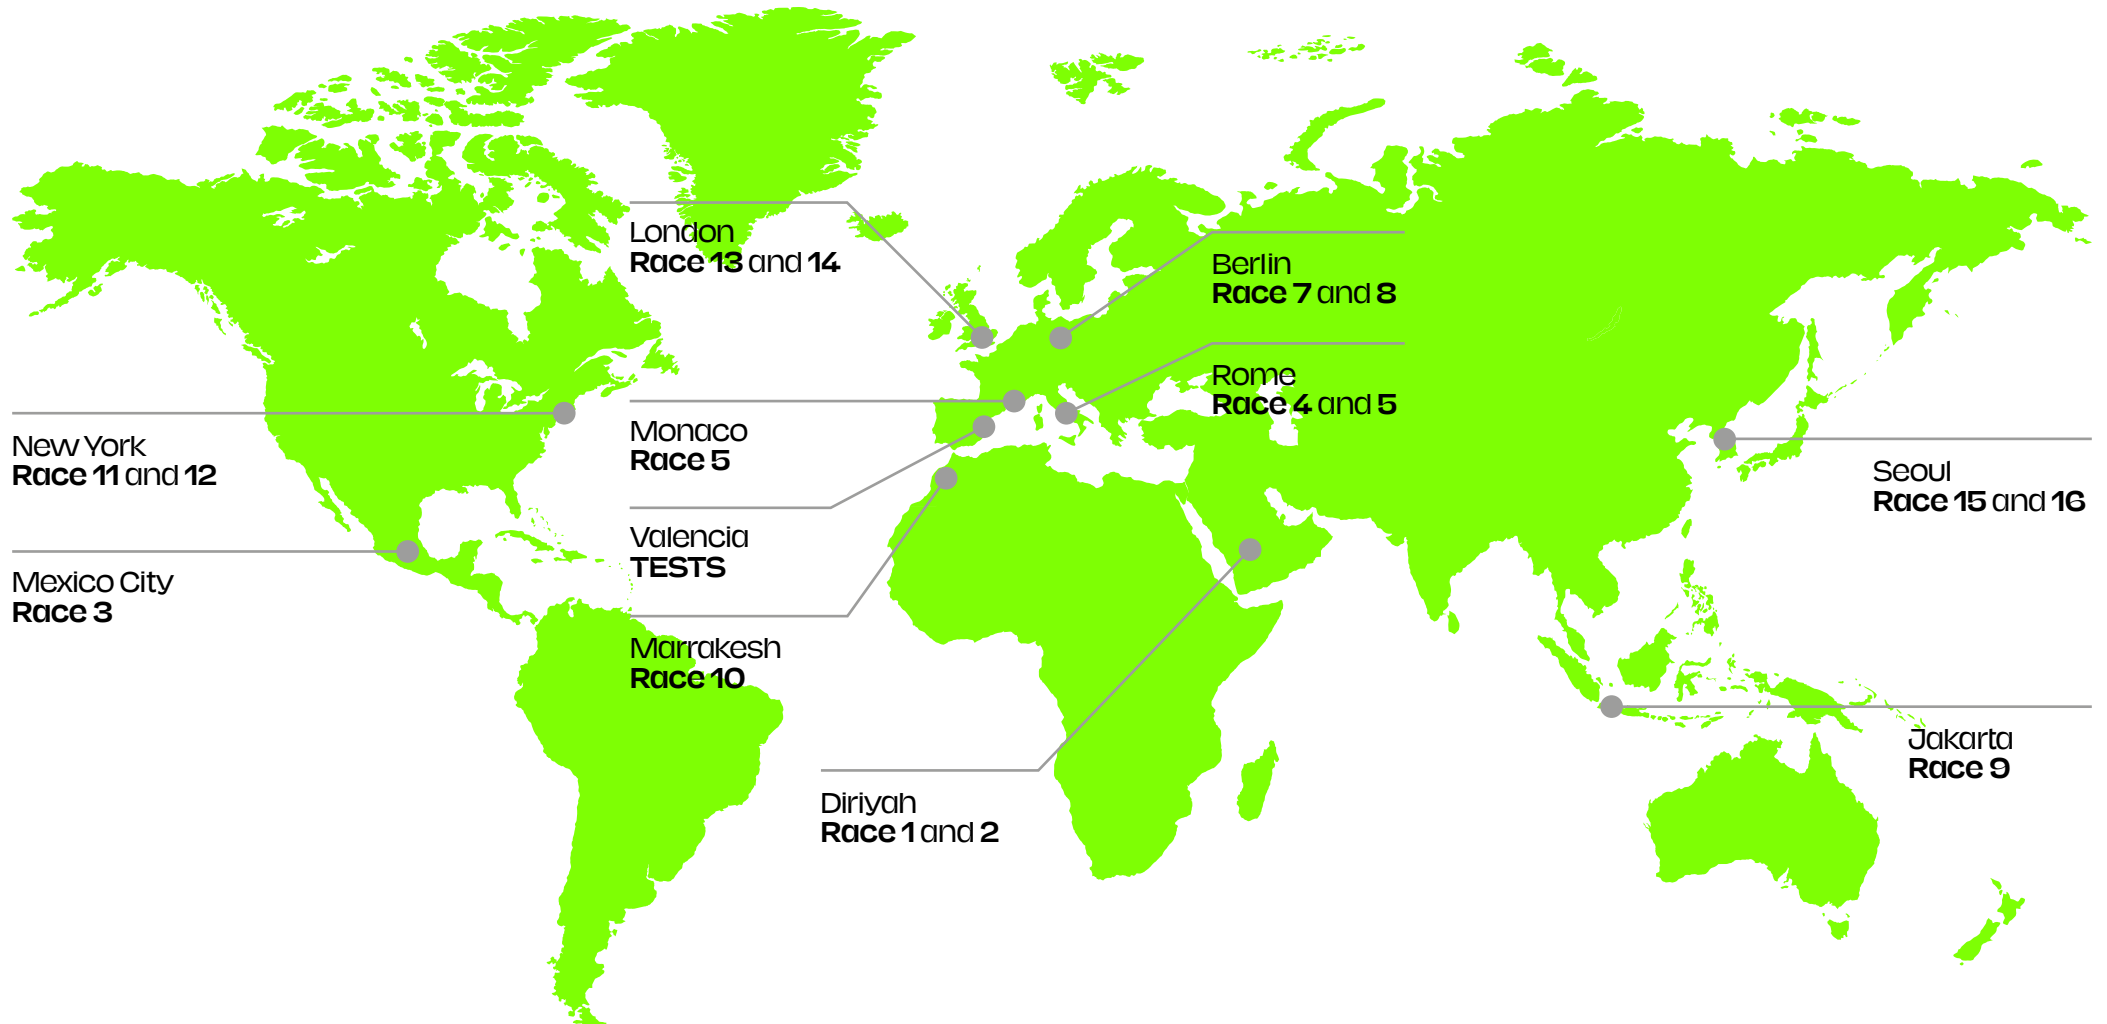 London
Race 13 and 14
Berlin
Race 7 and 8
Rome
Race 4 and 5
New York
Race 11 and 12
Monaco
Race 5
Seoul
Race 15 and 16
Valencia
TESTS
Mexico City
Race 3
Marrakesh
Race 10
Jakarta
Race 9
Diriyah
Race 1 and 2